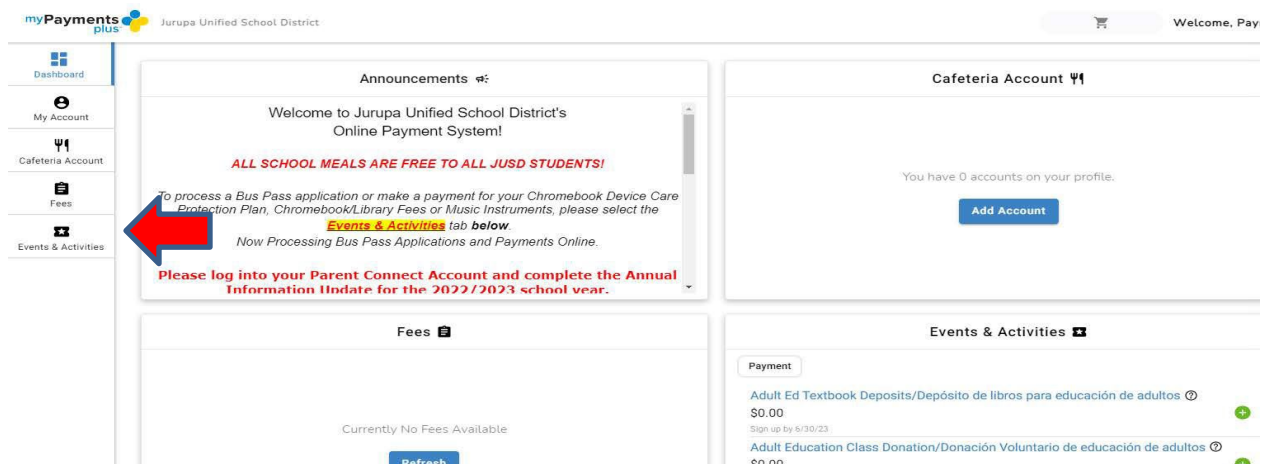 myPayments plus
Jurupa Unified School District
Welcome, Pay
Dashboard
My Account
Cafeteria Account
Fees
Events & Activities
Announcements
Welcome to Jurupa Unified School District's
Online Payment System!
ALL SCHOOL MEALS ARE FREE TO ALL JUSD STUDENTS!
To process a Bus Pass application or make a payment for your Chromebook Device Care
Protection Plan, Chromebook/Library Fees or Music Instruments, please select the
Events & Activities tab below.
Now Processing Bus Pass Applications and Payments Online.
Please log into your Parent Connect Account and complete the Annual
Information Update for the 2022/2023 school year.
Cafeteria Account
You have 0 accounts on your profile.
Add Account
Fees
Currently No Fees Available
Refresh
Events & Activities
Payment
Adult Ed Textbook Deposits/Depósito de libros para educación de adultos
$0.00
Sign up by 6/30/23
Adult Education Class Donation/Donación Voluntario de educación de adultos
$0.00